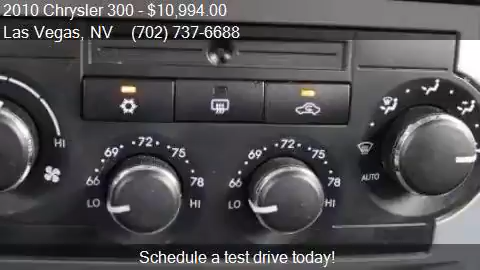 2010 Chrysler 300 - $10,994.00
Las Vegas, NV (702) 737-6688
HI
66 69 72 75 78
LO HI
66 69 72 75 78
LO HI
AUTO
Schedule a test drive today!